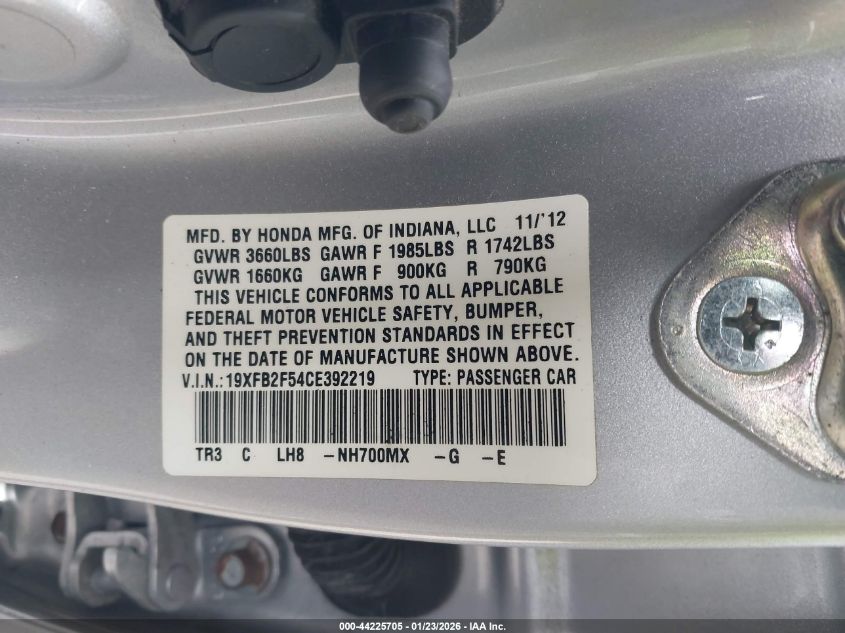 MFD. BY HONDA MFG. OF INDIANA, LLC 11/'12
GVWR 3660LBS GAWR F 1985LBS R 1742LBS
GVWR 1660KG GAWR F 900KG R 790KG
THIS VEHICLE CONFORMS TO ALL APPLICABLE
FEDERAL MOTOR VEHICLE SAFETY, BUMPER,
AND THEFT PREVENTION STANDARDS IN EFFECT
ON THE DATE OF MANUFACTURE SHOWN ABOVE.
V.I.N.:19XFB2F54CE392219 TYPE: PASSENGER CAR
TR3 C LH8 -NH700MX -G -E
000-44225705 - 01/23/2026 - IAA Inc.